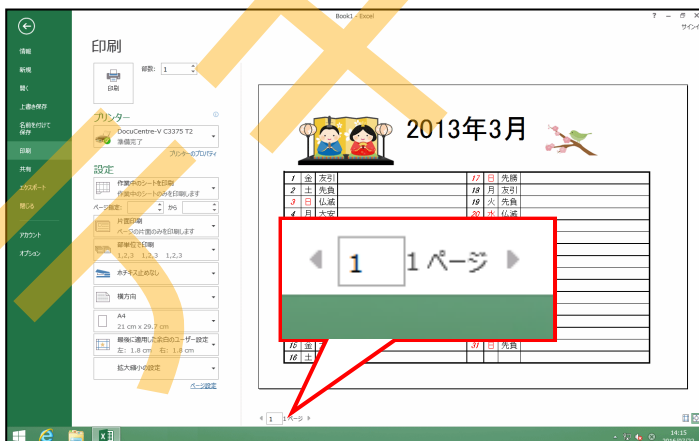 Book1 - Excel
?
サインイ
情報
新規
開く
上書き保存
名前を付けて
保存
印刷
共有
エクスポート
閉じる
アカウント
オプション
印刷
印刷
部数: 1
プリンター
DocuCentre-V C3375 T2
準備完了
プリンターのプロパティ
設定
作業中のシートを印刷
作業中のシートのみを印刷します
ページ指定: から
片面印刷
ページの片面のみを印刷します
部単位で印刷
1,2,3 1,2,3 1,2,3
ホチキス止めなし
横方向
A4
21 cm x 29.7 cm
最後に適用した余白のユーザー設定
左: 1.8 cm 右: 1.8 cm
拡大縮小の設定
ページ設定
2013年3月
1 金 友引 17 日 先勝
2 土 先負 18 月 友引
3 日 仏滅 19 火 先負
4 月 大安 20 水 仏滅
1 1 ページ
15 金 31 日 先負
16 土
1 1 ページ
14:15